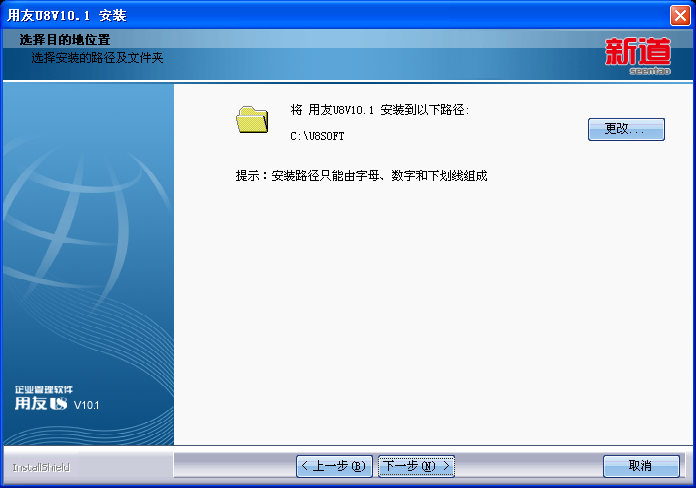 用友U8V10.1 安装
选择目的地位置
选择安装的路径及文件夹
新道
seentao
将 用友U8V10.1 安装到以下路径:
C:\U8SOFT
更改...
提示：安装路径只能由字母、数字和下划线组成
企业管理软件
用友U8 V10.1
InstallShield
< 上一步(B)
下一步(N) >
取消